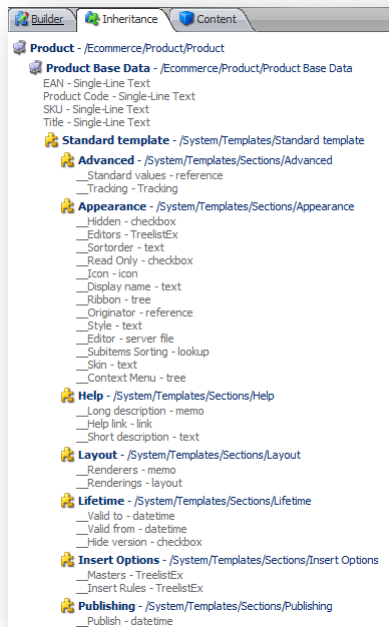 Builder Inheritance Content
Product - /Ecommerce/Product/Product
Product Base Data - /Ecommerce/Product/Product Base Data
EAN - Single-Line Text
Product Code - Single-Line Text
SKU - Single-Line Text
Title - Single-Line Text
Standard template - /System/Templates/Standard template
Advanced - /System/Templates/Sections/Advanced
__Standard values - reference
__Tracking - Tracking
Appearance - /System/Templates/Sections/Appearance
__Hidden - checkbox
__Editors - TreelistEx
__Sortorder - text
__Read Only - checkbox
__Icon - icon
__Display name - text
__Ribbon - tree
__Originator - reference
__Style - text
__Editor - server file
__Subitems Sorting - lookup
__Skin - text
__Context Menu - tree
Help - /System/Templates/Sections/Help
__Long description - memo
__Help link - link
__Short description - text
Layout - /System/Templates/Sections/Layout
__Renderers - memo
__Renderings - layout
Lifetime - /System/Templates/Sections/Lifetime
__Valid to - datetime
__Valid from - datetime
__Hide version - checkbox
Insert Options - /System/Templates/Sections/Insert Options
__Masters - TreelistEx
__Insert Rules - TreelistEx
Publishing - /System/Templates/Sections/Publishing
__Publish - datetime